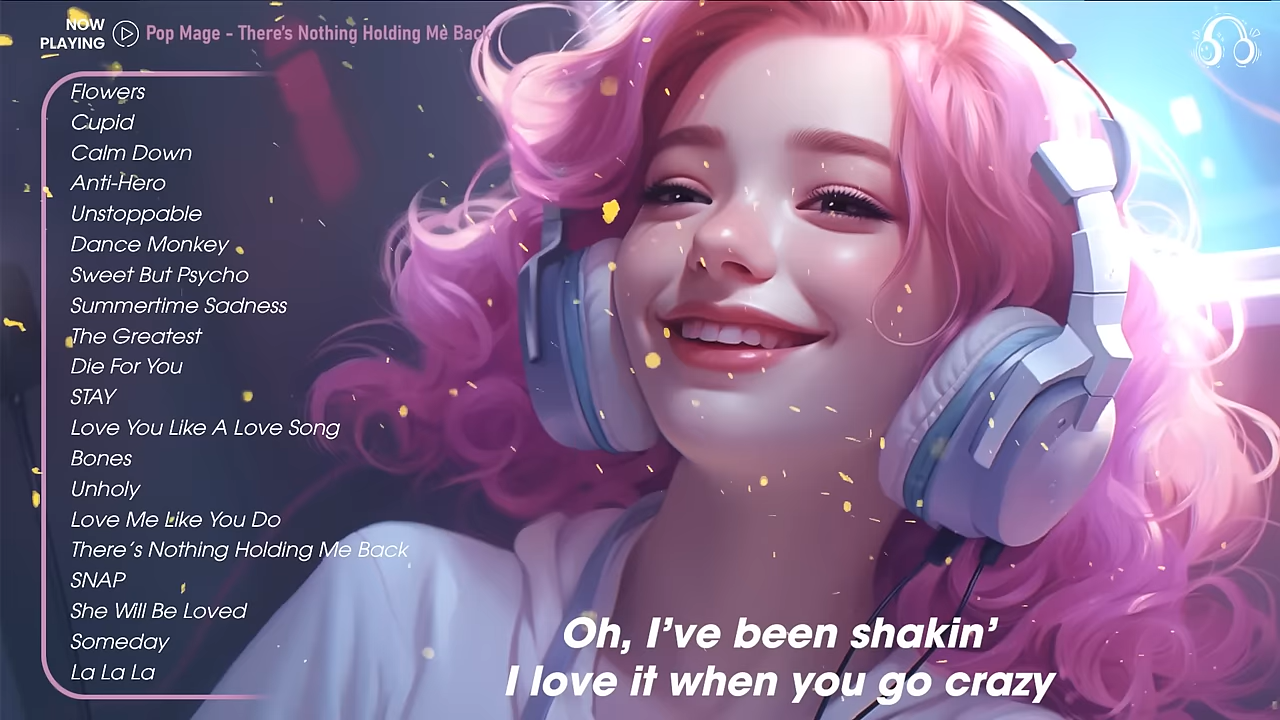 NOW
PLAYING
Pop Mage - There's Nothing Holding Me Back
Flowers
Cupid
Calm Down
Anti-Hero
Unstoppable
Dance Monkey
Sweet But Psycho
Summertime Sadness
The Greatest
Die For You
STAY
Love You Like A Love Song
Bones
Unholy
Love Me Like You Do
There´s Nothing Holding Me Back
SNAP
She Will Be Loved
Someday
La La La
Oh, I’ve been shakin’
I love it when you go crazy